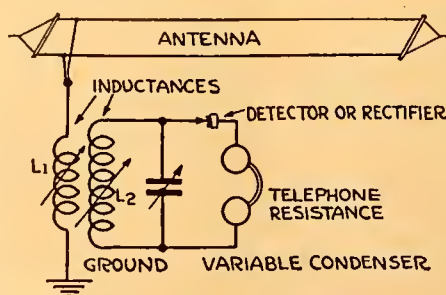 ANTENNA
INDUCTANCES
DETECTOR OR RECTIFIER
L1
L2
TELEPHONE
RESISTANCE
GROUND
VARIABLE CONDENSER